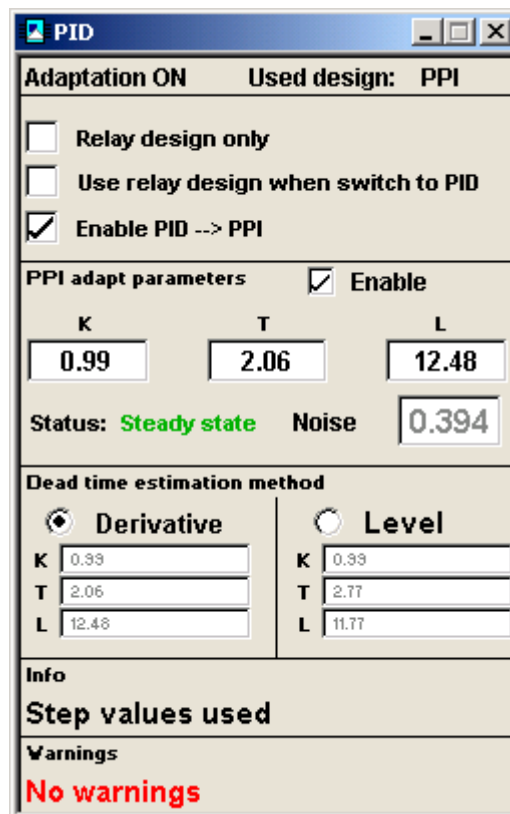 PID
Adaptation ON Used design: PPI
Relay design only
Use relay design when switch to PID
Enable PID --> PPI
PPI adapt parameters Enable
K T L
0.99 2.06 12.48
Status: Steady state Noise 0.394
Dead time estimation method
Derivative Level
K 0.99 K 0.99
T 2.06 T 2.77
L 12.48 L 11.77
Info
Step values used
Warnings
No warnings